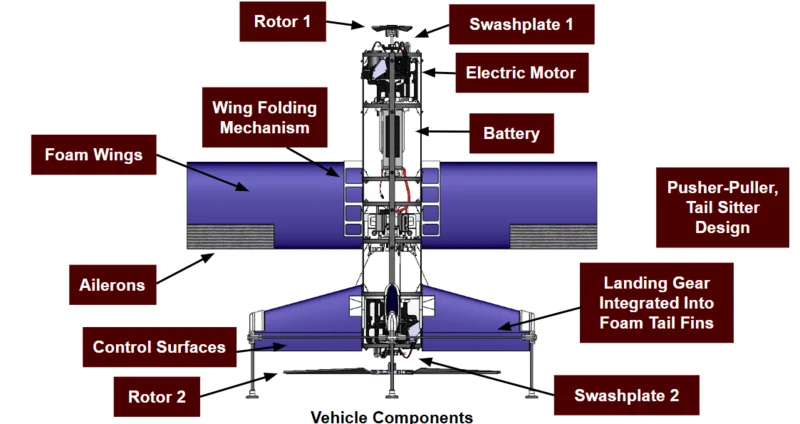 Rotor 1
Swashplate 1
Electric Motor
Wing Folding
Mechanism
Battery
Foam Wings
Pusher-Puller,
Tail Sitter
Design
Ailerons
Landing Gear
Integrated Into
Foam Tail Fins
Control Surfaces
Rotor 2
Swashplate 2
Vehicle Components